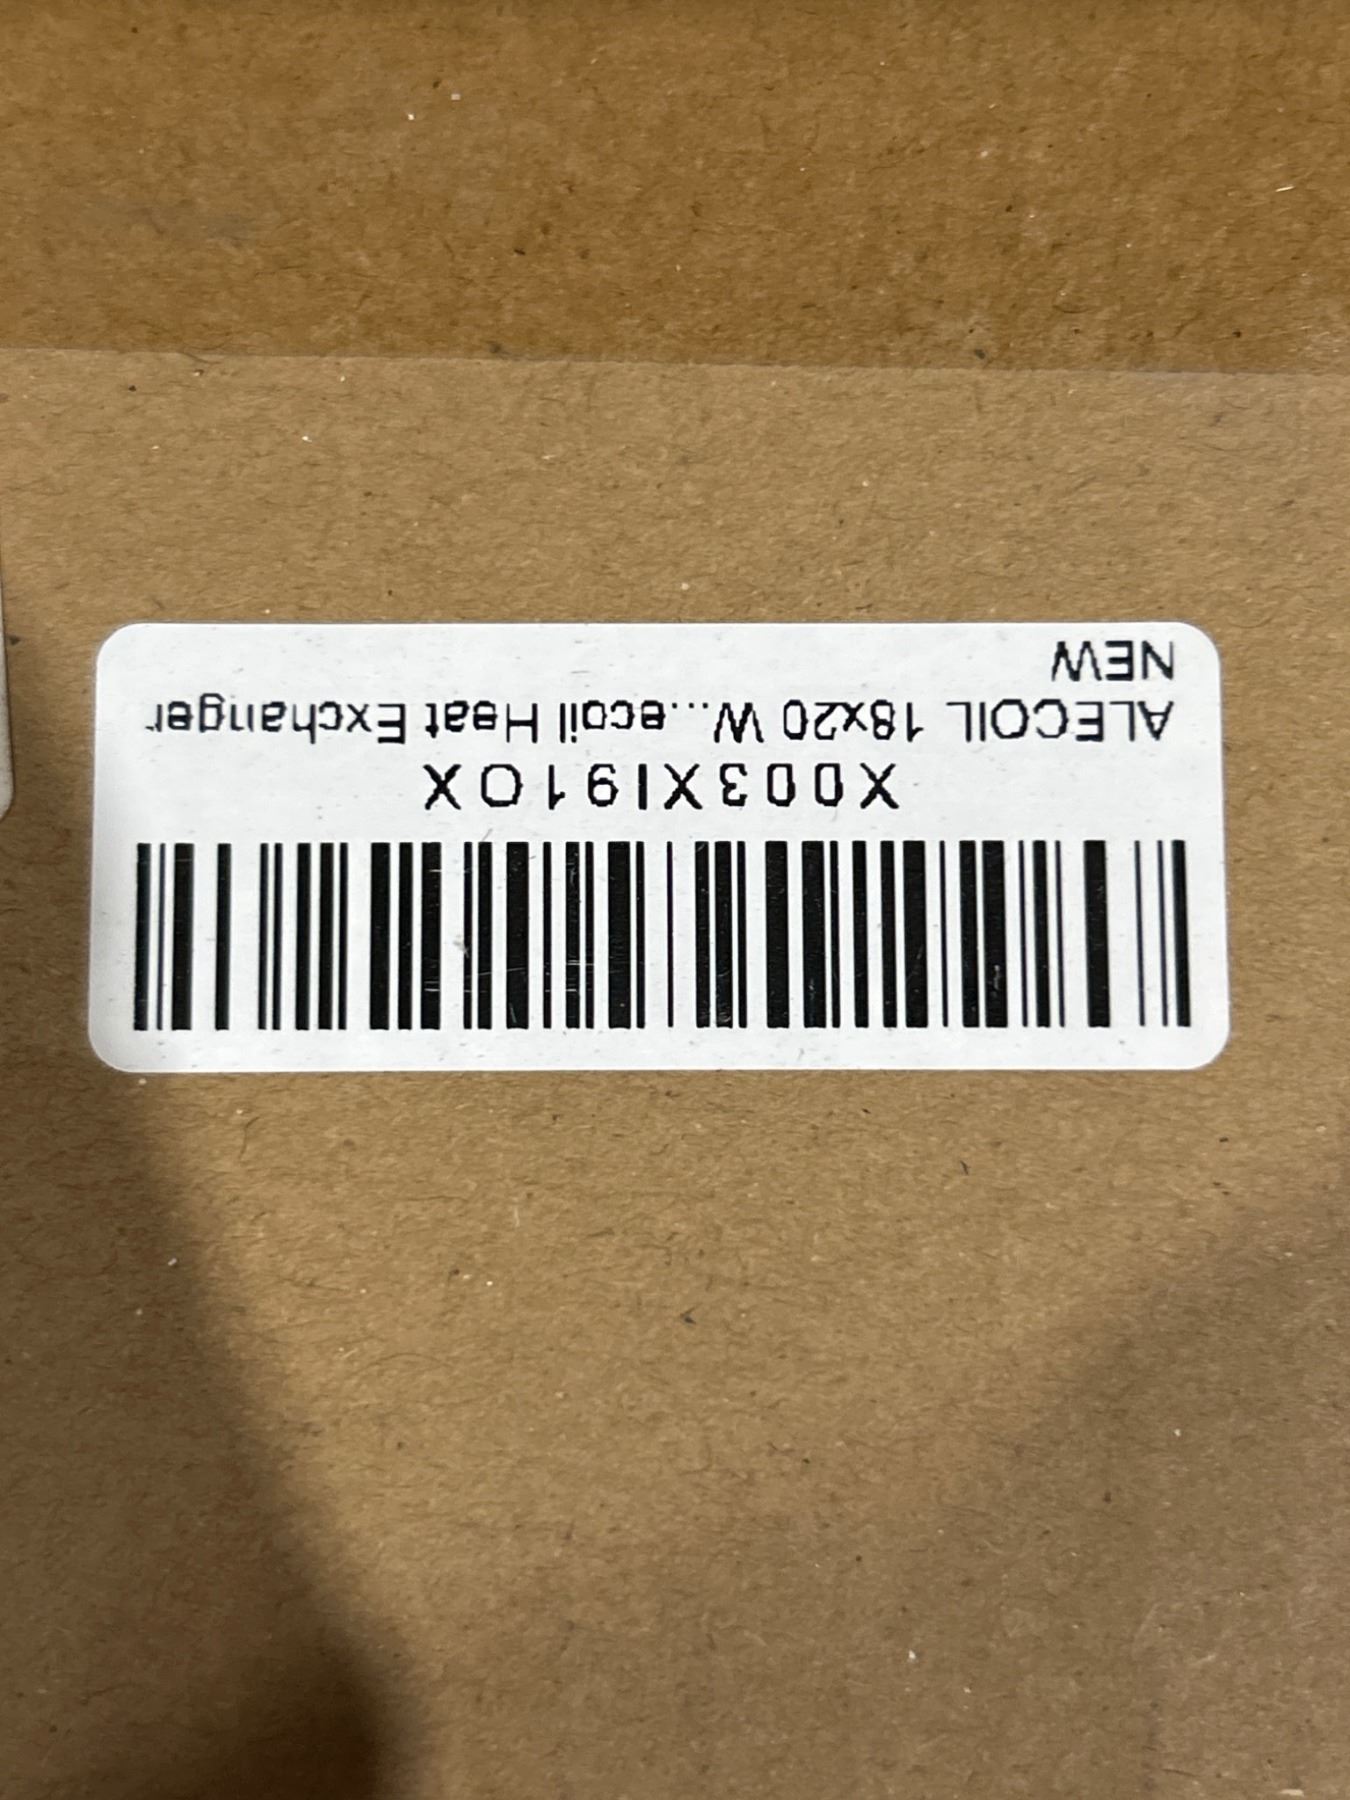 X003XI91OX
ALECOIL 18x20 W...ecoil Heat Exchanger
NEW